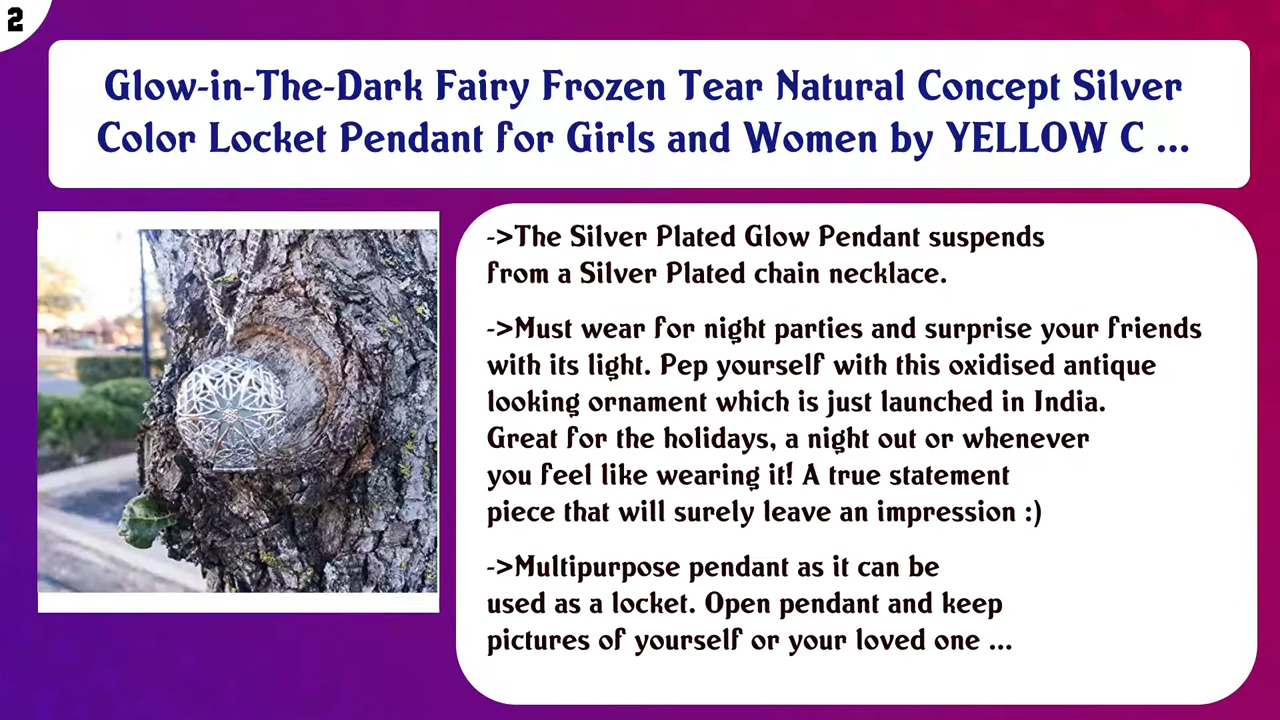 2
Glow-in-The-Dark Fairy Frozen Tear Natural Concept Silver
Color Locket Pendant for Girls and Women by YELLOW C ...
->The Silver Plated Glow Pendant suspends
from a Silver Plated chain necklace.
->Must wear for night parties and surprise your friends
with its light. Pep yourself with this oxidised antique
looking ornament which is just launched in India.
Great for the holidays, a night out or whenever
you feel like wearing it! A true statement
piece that will surely leave an impression :)
->Multipurpose pendant as it can be
used as a locket. Open pendant and keep
pictures of yourself or your loved one ...